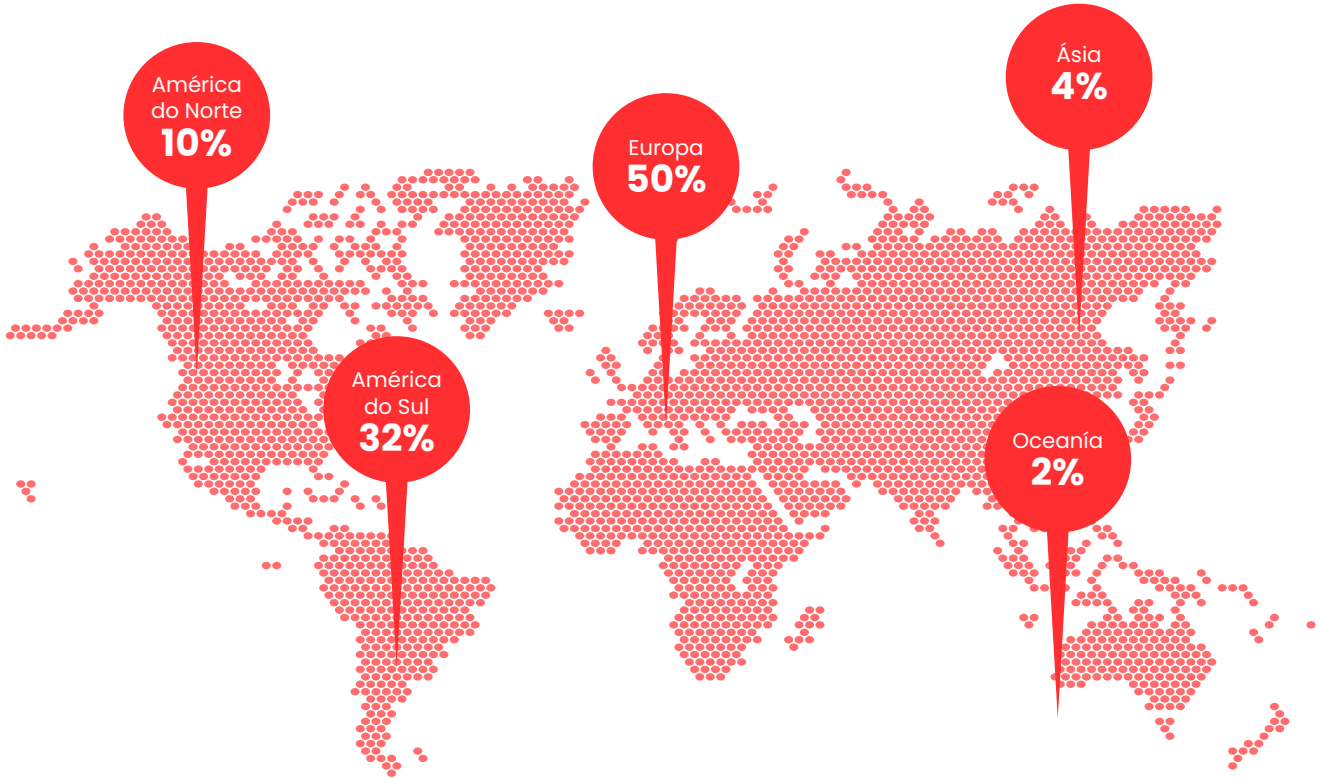 América
do Norte
10%
Europa
50%
Ásia
4%
América
do Sul
32%
Oceanía
2%